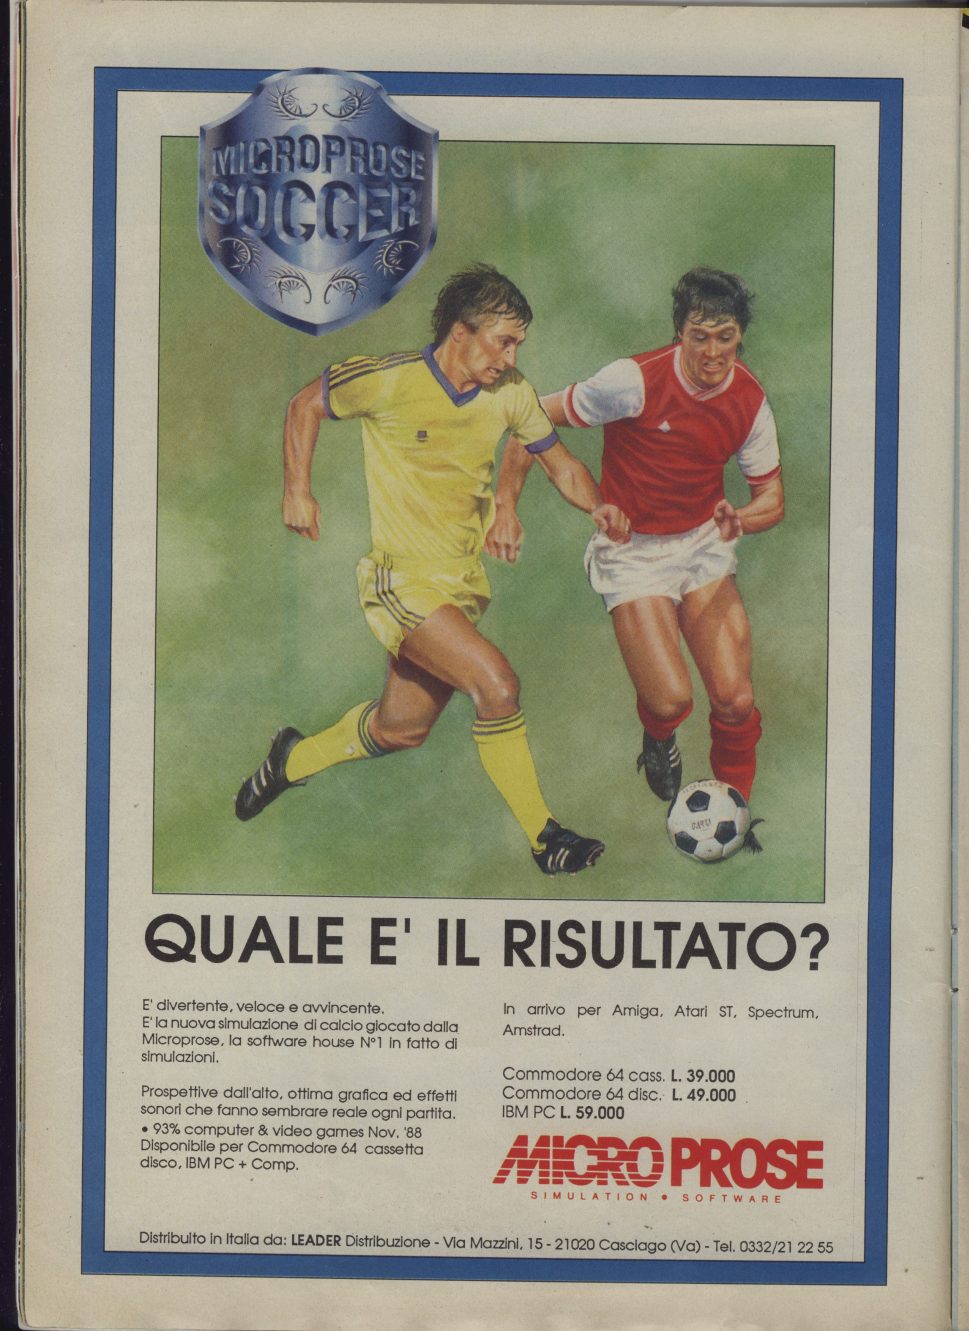 MICROPROSE
SOCCER
QUALE E' IL RISULTATO?
E' divertente, veloce e avvincente.
E' la nuova simulazione di calcio giocato dalla
Microprose, la software house N°1 in fatto di
simulazioni.
Prospettive dall'alto, ottima grafica ed effetti
sonori che fanno sembrare reale ogni partita.
• 93% computer & video games Nov. '88
Disponibile per Commodore 64 cassetta
disco, IBM PC + Comp.
In arrivo per Amiga, Atari ST, Spectrum,
Amstrad.
Commodore 64 cass. L. 39.000
Commodore 64 disc. L. 49.000
IBM PC L. 59.000
MICRO PROSE
SIMULATION • SOFTWARE
Distribuito in Italia da: LEADER Distribuzione - Via Mazzini, 15 - 21020 Casciago (Va) - Tel. 0332/21 22 55